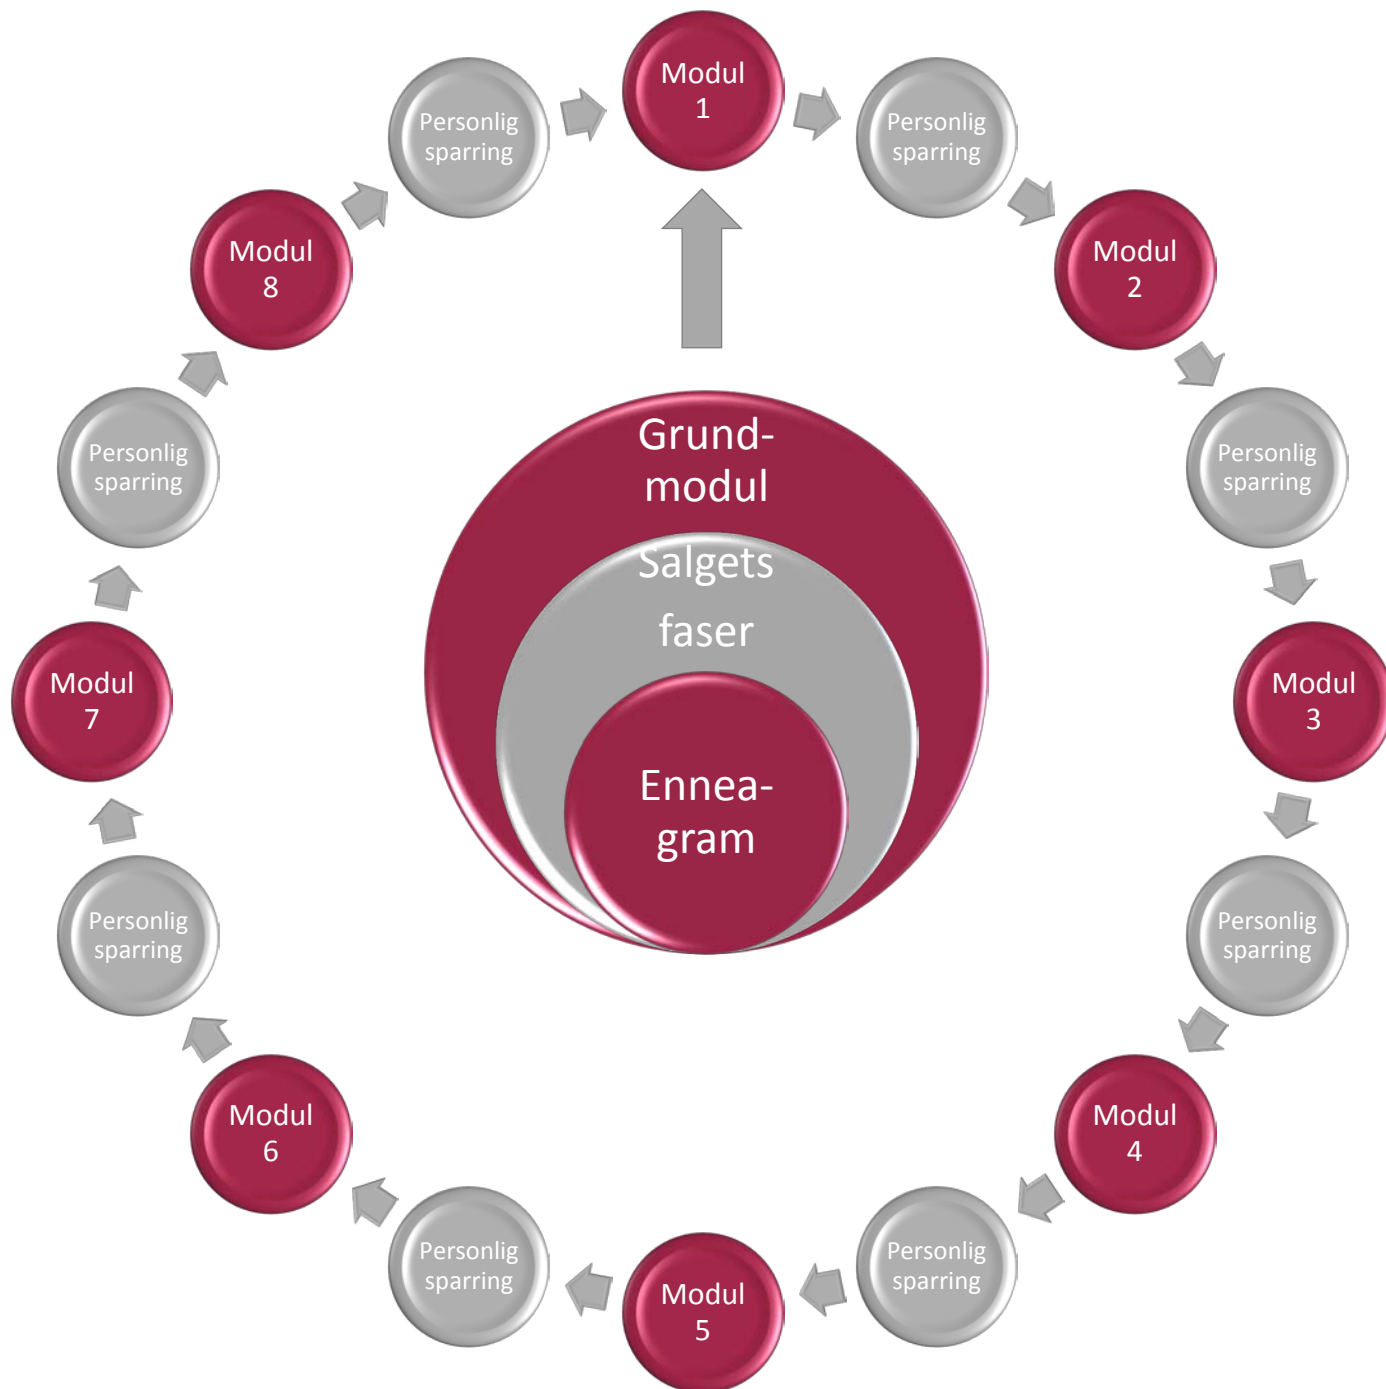 Modul
1
Personlig
sparring
Modul
2
Personlig
sparring
Modul
3
Personlig
sparring
Modul
4
Personlig
sparring
Modul
5
Personlig
sparring
Modul
6
Personlig
sparring
Modul
7
Personlig
sparring
Modul
8
Personlig
sparring
Grund-
modul
Salgets
faser
Ennea-
gram